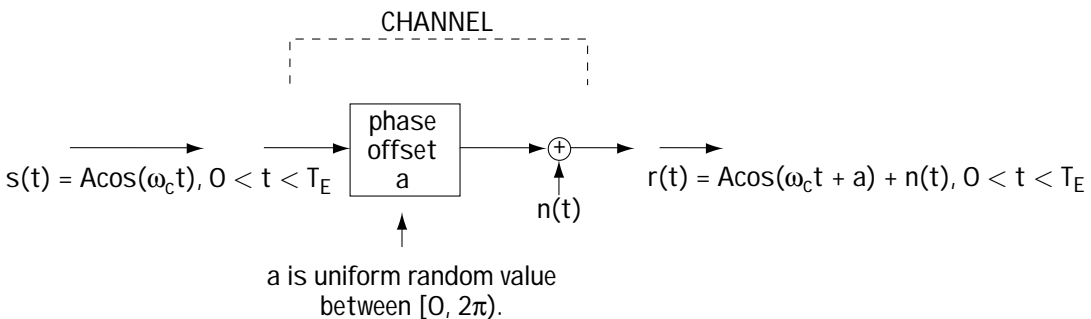 CHANNEL
phase
offset
a
+
s(t) = Acos(ω_c t), 0 < t < T_E
n(t)
r(t) = Acos(ω_c t + a) + n(t), 0 < t < T_E
a is uniform random value
between [0, 2π).